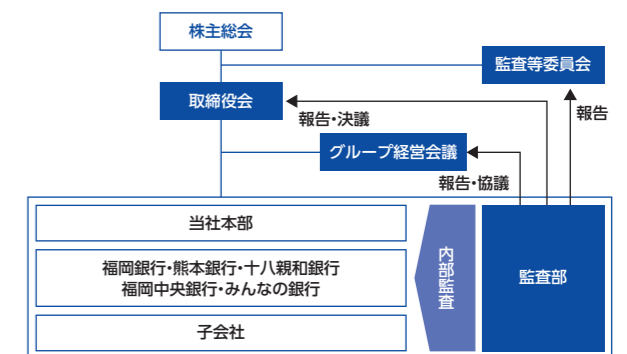 株主総会
監査等委員会
取締役会
報告・決議
報告
グループ経営会議
報告・協議
当社本部
福岡銀行・熊本銀行・十八親和銀行
福岡中央銀行・みんなの銀行
子会社
内部監査
監査部